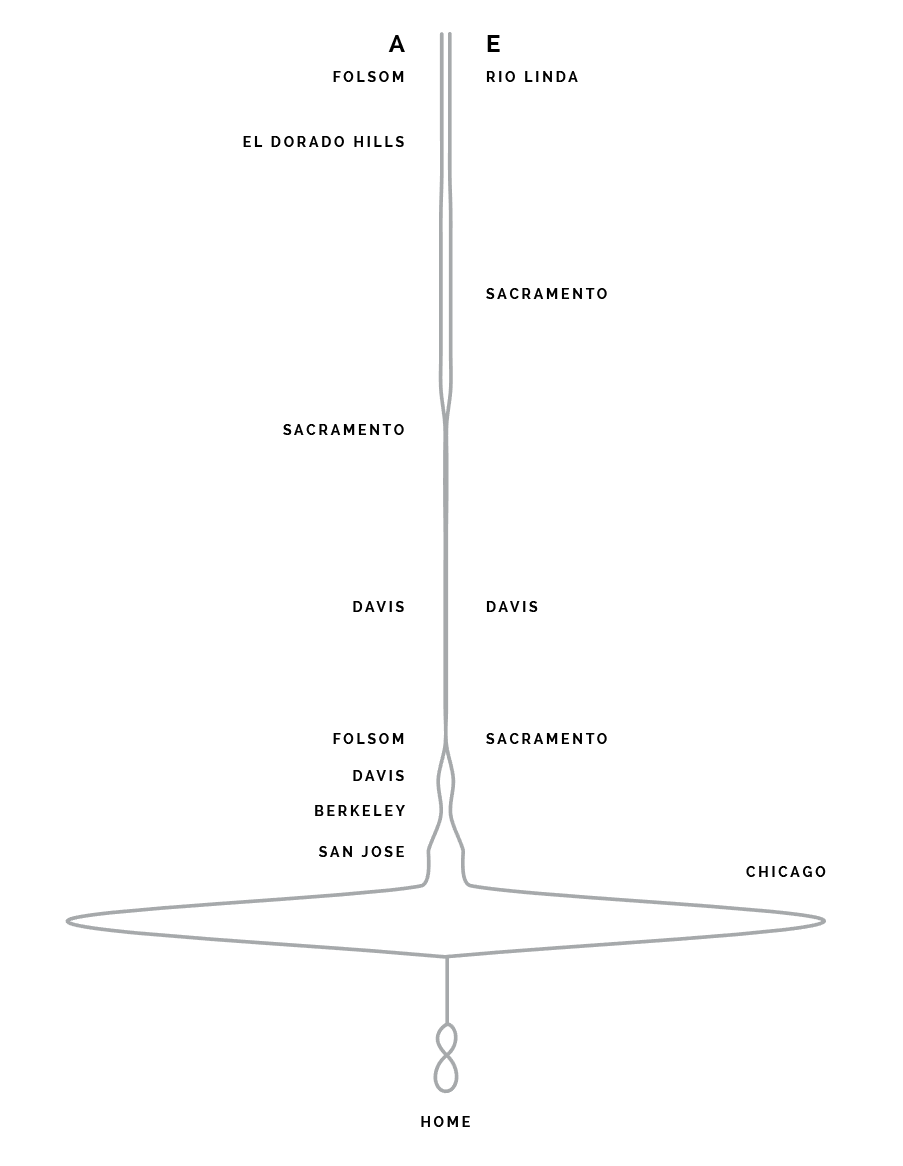 A E
FOLSOM RIO LINDA
EL DORADO HILLS
SACRAMENTO
SACRAMENTO
DAVIS DAVIS
FOLSOM SACRAMENTO
DAVIS
BERKELEY
SAN JOSE
CHICAGO
HOME